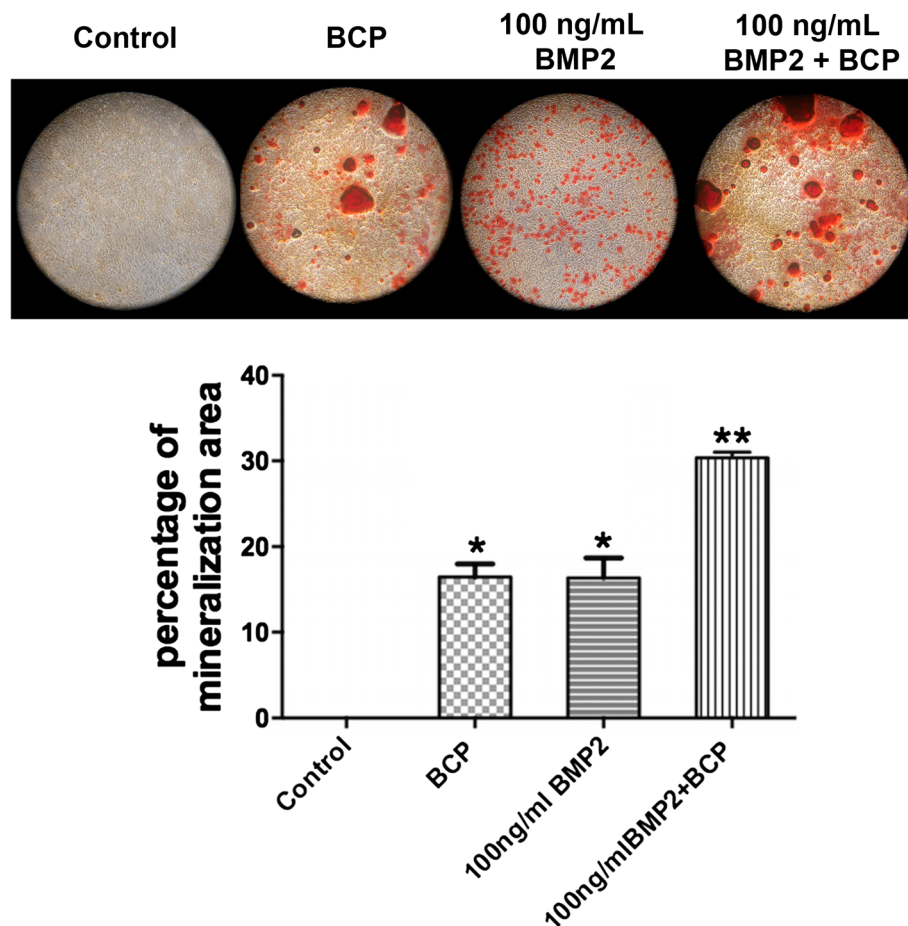 Control
BCP
100 ng/mL
BMP2
100 ng/mL
BMP2 + BCP
percentage of
mineralization area
40
30
20
10
0
*
*
**
Control
BCP
100ng/ml BMP2
100ng/mlBMP2+BCP